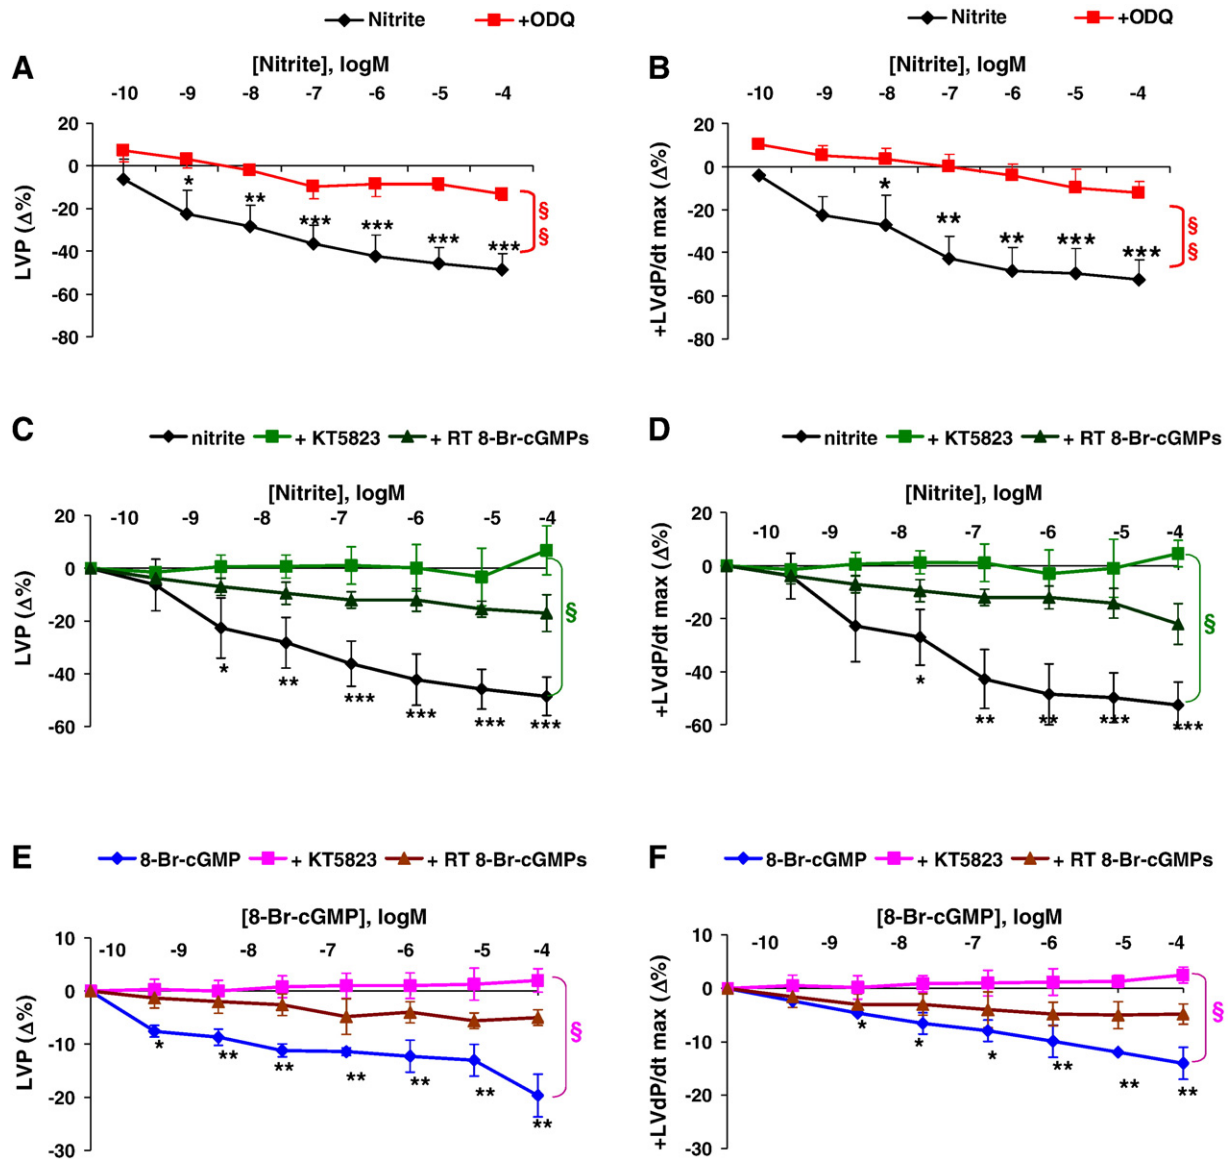 Nitrite +ODQ Nitrite +ODQ
A [Nitrite], logM B [Nitrite], logM
-10 -9 -8 -7 -6 -5 -4
-10 -9 -8 -7 -6 -5 -4
20
0
-20
-40
-60
-80
LVP (Δ%)
* ** *** *** *** ***
§
§
20
0
-20
-40
-60
-80
+LVdP/dt max (Δ%)
* ** ** *** ***
§
§
C nitrite + KT5823 + RT 8-Br-cGMPs
[Nitrite], logM
-10 -9 -8 -7 -6 -5 -4
20
0
-20
-40
-60
LVP (Δ%)
* ** *** *** *** ***
§
D nitrite + KT5823 + RT 8-Br-cGMPs
[Nitrite], logM
-10 -9 -8 -7 -6 -5 -4
20
0
-20
-40
-60
+LVdP/dt max (Δ%)
* ** ** *** ***
§
E 8-Br-cGMP + KT5823 + RT 8-Br-cGMPs
[8-Br-cGMP], logM
-10 -9 -8 -7 -6 -5 -4
10
0
-10
-20
-30
LVP (Δ%)
* ** ** ** ** ** **
§
F 8-Br-cGMP + KT5823 + RT 8-Br-cGMPs
[8-Br-cGMP], logM
-10 -9 -8 -7 -6 -5 -4
10
0
-10
-20
-30
+LVdP/dt max (Δ%)
* * * ** ** **
§